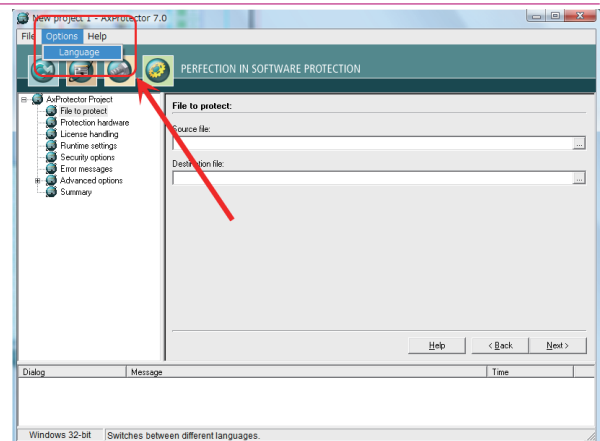 New project 1 - AxProtector 7.0
File Options Help
Language
PERFECTION IN SOFTWARE PROTECTION
AxProtector Project
File to protect
Protection hardware
License handling
Runtime settings
Security options
Error messages
Advanced options
Summary
File to protect:
Source file:
...
Destination file:
...
Help
< Back
Next >
Dialog Message Time
Windows 32-bit Switches between different languages.